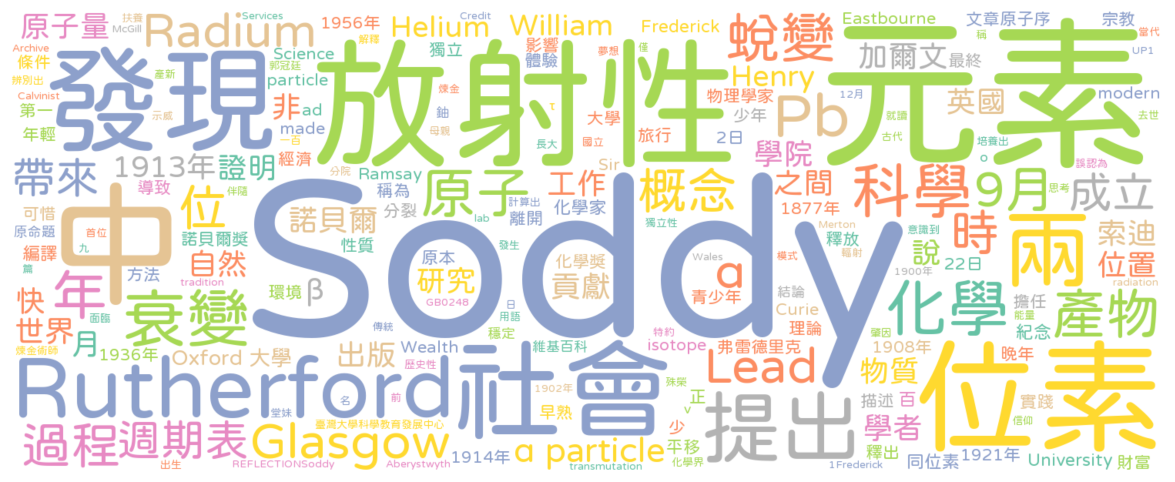 原子量 扶養 Services 1956年 Helium William Frederick Eastbourne 文章原子序 宗教 Credit 當代
McGill Radium 解釋 影響 夢想 僅 蛻變 稱 UP1
Archive 條件 Science 獨立 體驗 加爾文 最終
辨別出 產新 郭冠廷 particle 煉金 Henry 12月 英國 modern
Calvinist 發現 放射性 元素
第一 示威 非 ad 鈾 τ 大學 物理學家 Pb 少年 就讀 培養出 去世
年輕 一百 made 母親 長大 國立 旅行 2日 古代 o 誤認為
帶來 1913年 證明 經濟 分院 Ramsay Sir 學院 之間 科學 9月 思考 成立
導致 伴隨 稱為 原子 計算出 lab 工作 概念 1877年
可惜 中 位 諾貝爾 分裂 離開 化學家 獨立性 Merton 意識到 時 兩
原命題 首位 Soddy 索迪
編譯 九 諾貝爾獎 性質 發生 Wales 模式 釋放 說 位置
篇 方法 自然 原本 化學獎 α 輻射 22日
快 年 tradition 環境 β 研究 GB0248 貢獻 青少年 結論 1900年 化學 擔任 radiation
世界 面臨 衰變 傳統 日 用語 特約 Curie 能量 紀念 產物
鍊金術師 月 1936年 穩定 isotope 理論 肇因 1908年
Oxford 大學 出版 Wealth 維基百科 弗雷德里克 晚年
Rutherford 歷史性 社會 1902年 殊榮 Lead 物質 位素
堂妹 名 前 早熟 正 提出 描述 百 實踐
過程 週期表 臺灣大學科學教育發展中心 v 少 學者 信仰
Glasgow α particle 平移 釋出
出生 REFLECTIONSoddy Aberystwyth 1914年 transmutation 化學界 1Frederick 同位素 1921年 University 財富